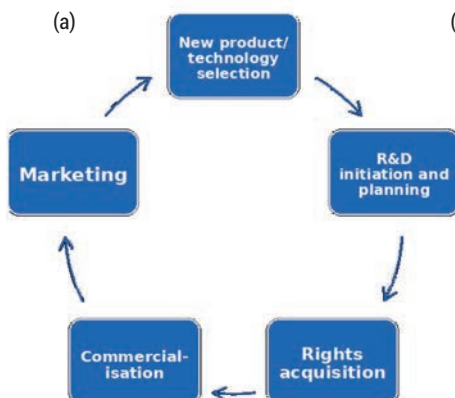 (a)
(
New product/
technology
selection
R&D
initiation and
planning
Rights
acquisition
Commercial-
isation
Marketing